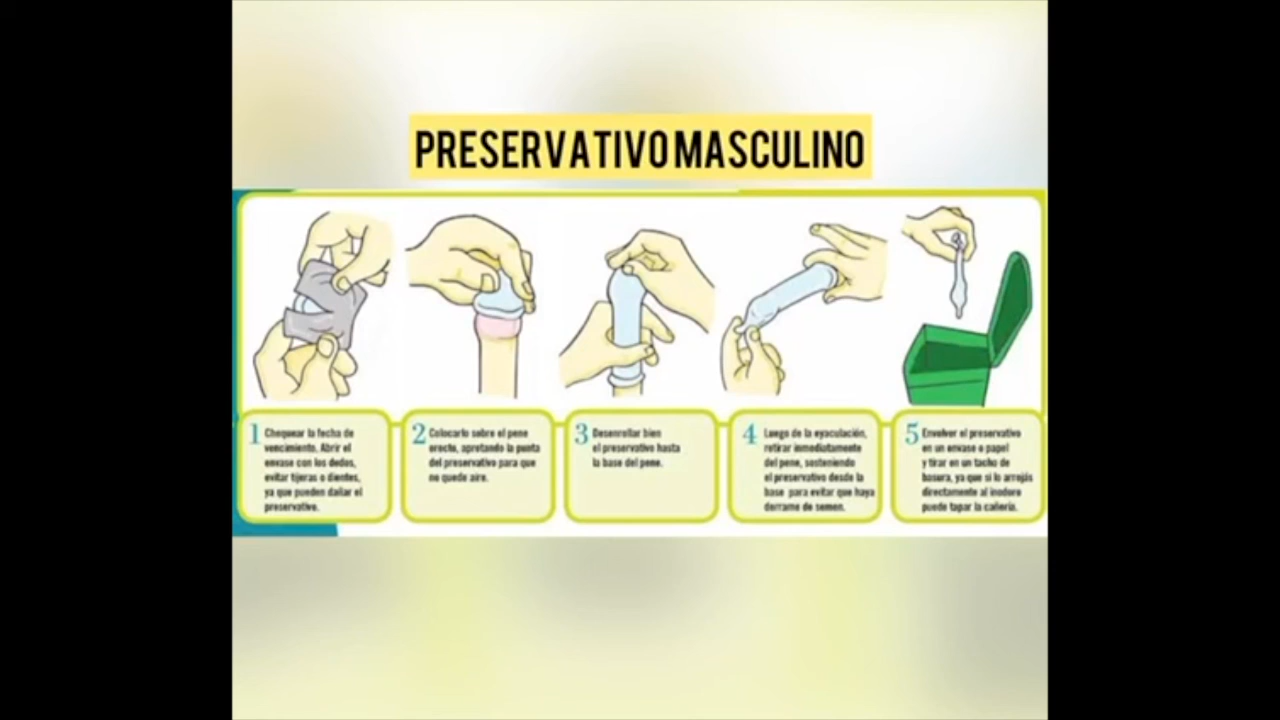 PRESERVATIVO MASCULINO
1 Chequear la fecha de
vencimiento. Abrir el
envase con los dedos,
evitar tijeras o dientes,
ya que pueden dañar el
preservativo.
2 Colocarlo sobre el pene
erecto, apretando la punta
del preservativo para que
no quede aire.
3 Desenrollar bien
el preservativo hasta
la base del pene.
4 Luego de la eyaculación,
retirar inmediatamente
del pene, sosteniendo
el preservativo desde la
base para evitar que haya
derrame de semen.
5 Envolver el preservativo
en un envase o papel
y tirar en un tacho de
basura, ya que si lo arrojás
directamente al inodoro
puede tapar la cañería.